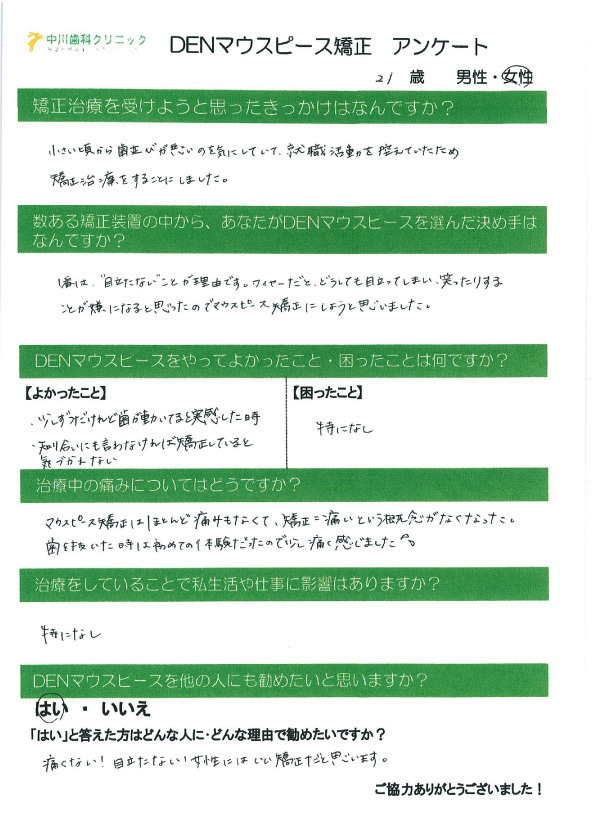 中川歯科クリニック
DENマウスピース矯正 アンケート
21 歳 男性・女性
矯正治療を受けようと思ったきっかけはなんですか？
小さい頃から歯並びが悪いのを気にしていて、就職活動を控えていたため
矯正治療をすることにしました。
数ある矯正装置の中から、あなたがDENマウスピースを選んだ決め手は
なんですか？
1番は、"目立たない"ことが理由です。ワイヤーだと、どうしても目立ってしまい、笑ったりする
ことが嫌になると思ったのでマウスピース矯正にしようと思いました。
DENマウスピースをやってよかったこと・困ったことは何ですか？
【よかったこと】
・少しずつだけれど歯が動いてると実感した時
・知り合いにも言わなければ矯正していると
気づかれない
【困ったこと】
特になし
治療中の痛みについてはどうですか？
マウスピース矯正はほとんど痛みもなくて、矯正=痛いという概念がなくなった。
歯を抜いた時は初めての体験だったので少し痛く感じました
治療をしていることで私生活や仕事に影響はありますか？
特になし
DENマウスピースを他の人にも勧めたいと思いますか？
はい ・ いいえ
「はい」と答えた方はどんな人に・どんな理由で勧めたいですか？
痛くない！目立たない！女性にはいい矯正だと思います。
ご協力ありがとうございました！